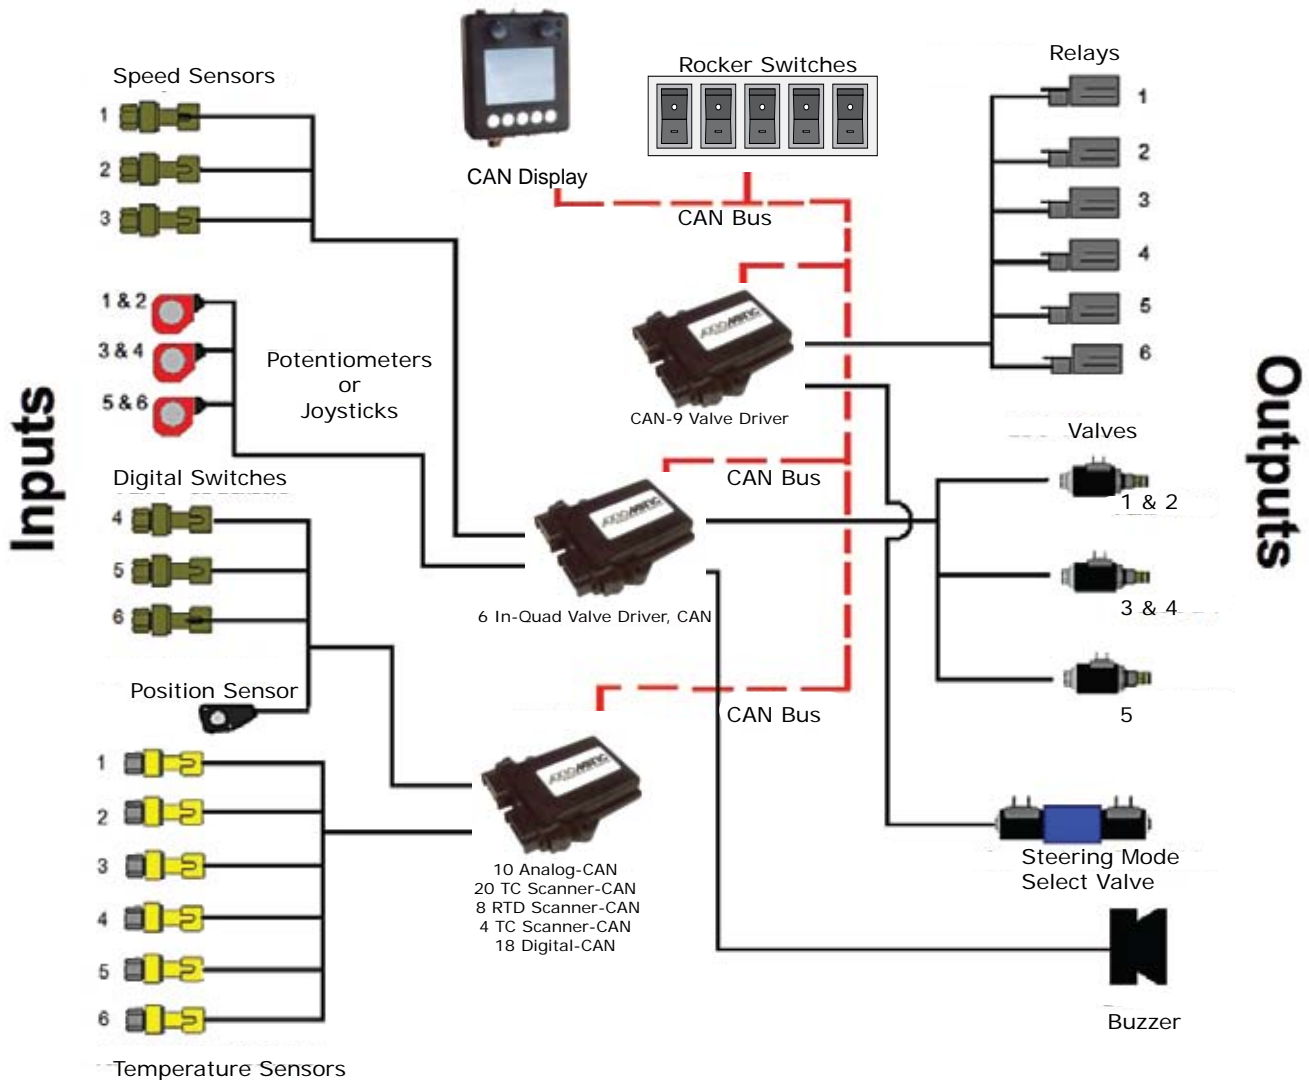 Speed Sensors
1
2
3
CAN Display
Rocker Switches
CAN Bus
Relays
1
2
3
4
5
6
1 & 2
3 & 4
5 & 6
Potentiometers
or
Joysticks
CAN-9 Valve Driver
Inputs
Outputs
Digital Switches
4
5
6
CAN Bus
6 In-Quad Valve Driver, CAN
Valves
1 & 2
3 & 4
5
Position Sensor
CAN Bus
1
2
3
4
5
6
Temperature Sensors
10 Analog-CAN
20 TC Scanner-CAN
8 RTD Scanner-CAN
4 TC Scanner-CAN
18 Digital-CAN
Steering Mode
Select Valve
Buzzer